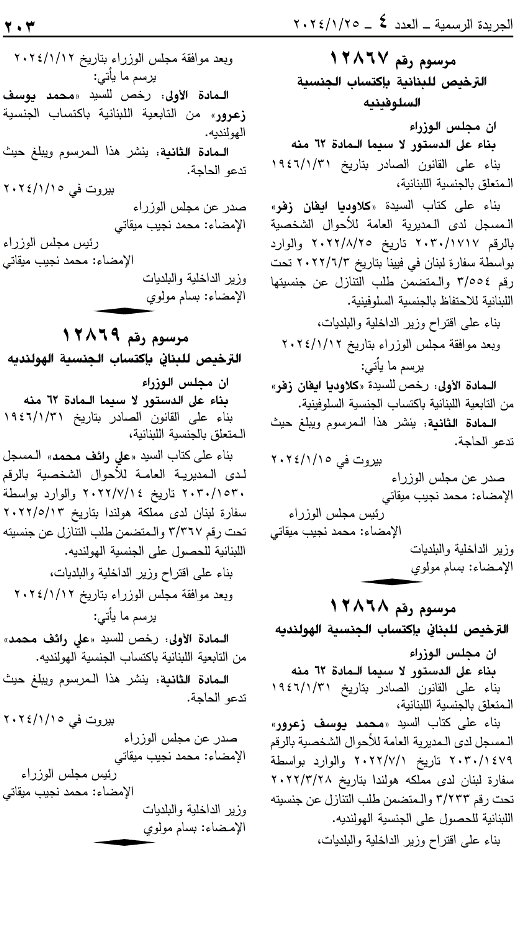 الجريدة الرسمية ــ العدد ٤ ــ ٢٠٢٤/١/٢٥
٢٠٣
مرسوم رقم ١٢٨٦٧
الترخيص للبنانية بإكتساب الجنسية
السلوفينيه
ان مجلس الوزراء
بناء على الدستور لا سيما المادة ٦٢ منه
بناء على القانون الصادر بتاريخ ١٩٤٦/١/٣١
المتعلق بالجنسية اللبنانية،
بناء على كتاب السيدة «كلاوديا ايفان زفر»
المسجل لدى المديرية العامة للأحوال الشخصية
بالرقم ٢٠٣٠/١٧١٧ تاريخ ٢٠٢٢/٨/٢٥ والوارد
بواسطة سفارة لبنان في فيينا بتاريخ ٢٠٢٢/٦/٣ تحت
رقم ٣/٥٥٤ والمتضمن طلب التنازل عن جنسيتها
اللبنانية للاحتفاظ بالجنسية السلوفينية.
بناء على اقتراح وزير الداخلية والبلديات،
وبعد موافقة مجلس الوزراء بتاريخ ٢٠٢٤/١/١٢
يرسم ما يأتي:
المادة الأولى: رخص للسيدة «كلاوديا ايفان زفر»
من التابعية اللبنانية باكتساب الجنسية السلوفينية.
المادة الثانية: ينشر هذا المرسوم ويبلغ حيث
تدعو الحاجة.
بيروت في ٢٠٢٤/١/١٥
صدر عن مجلس الوزراء
الإمضاء: محمد نجيب ميقاتي
رئيس مجلس الوزراء
الإمضاء: محمد نجيب ميقاتي
وزير الداخلية والبلديات
الإمضاء: بسام مولوي
مرسوم رقم ١٢٨٦٨
الترخيص للبناني بإكتساب الجنسية الهولنديه
ان مجلس الوزراء
بناء على الدستور لا سيما المادة ٦٢ منه
بناء على القانون الصادر بتاريخ ١٩٤٦/١/٣١
المتعلق بالجنسية اللبنانية،
بناء على كتاب السيد «محمد يوسف زعرور»
المسجل لدى المديرية العامة للأحوال الشخصية بالرقم
٢٠٣٠/١٤٧٩ تاريخ ٢٠٢٢/٧/١ والوارد بواسطة
سفارة لبنان لدى مملكه هولندا بتاريخ ٢٠٢٢/٣/٢٨
تحت رقم ٣/٢٣٣ والمتضمن طلب التنازل عن جنسيته
اللبنانية للحصول على الجنسية الهولنديه.
بناء على اقتراح وزير الداخلية والبلديات،
وبعد موافقة مجلس الوزراء بتاريخ ٢٠٢٤/١/١٢
يرسم ما يأتي:
المادة الأولى: رخص للسيد «محمد يوسف
زعرور» من التابعية اللبنانية باكتساب الجنسية
الهولنديه.
المادة الثانية: ينشر هذا المرسوم ويبلغ حيث
تدعو الحاجة.
بيروت في ٢٠٢٤/١/١٥
صدر عن مجلس الوزراء
الإمضاء: محمد نجيب ميقاتي
رئيس مجلس الوزراء
الإمضاء: محمد نجيب ميقاتي
وزير الداخلية والبلديات
الإمضاء: بسام مولوي
مرسوم رقم ١٢٨٦٩
الترخيص للبناني بإكتساب الجنسية الهولنديه
ان مجلس الوزراء
بناء على الدستور لا سيما المادة ٦٢ منه
بناء على القانون الصادر بتاريخ ١٩٤٦/١/٣١
المتعلق بالجنسية اللبنانية،
بناء على كتاب السيد «علي رائف محمد» المسجل
لدى المديرية العامة للأحوال الشخصية بالرقم
٢٠٣٠/١٥٣٠ تاريخ ٢٠٢٢/٧/١٤ والوارد بواسطة
سفارة لبنان لدى مملكة هولندا بتاريخ ٢٠٢٢/٥/١٣
تحت رقم ٣/٣٦٧ والمتضمن طلب التنازل عن جنسيته
اللبنانية للحصول على الجنسية الهولنديه.
بناء على اقتراح وزير الداخلية والبلديات،
وبعد موافقة مجلس الوزراء بتاريخ ٢٠٢٤/١/١٢
يرسم ما يأتي:
المادة الأولى: رخص للسيد «علي رائف محمد»
من التابعية اللبنانية باكتساب الجنسية الهولنديه.
المادة الثانية: ينشر هذا المرسوم ويبلغ حيث
تدعو الحاجة.
بيروت في ٢٠٢٤/١/١٥
صدر عن مجلس الوزراء
الإمضاء: محمد نجيب ميقاتي
رئيس مجلس الوزراء
الإمضاء: محمد نجيب ميقاتي
وزير الداخلية والبلديات
الإمضاء: بسام مولوي